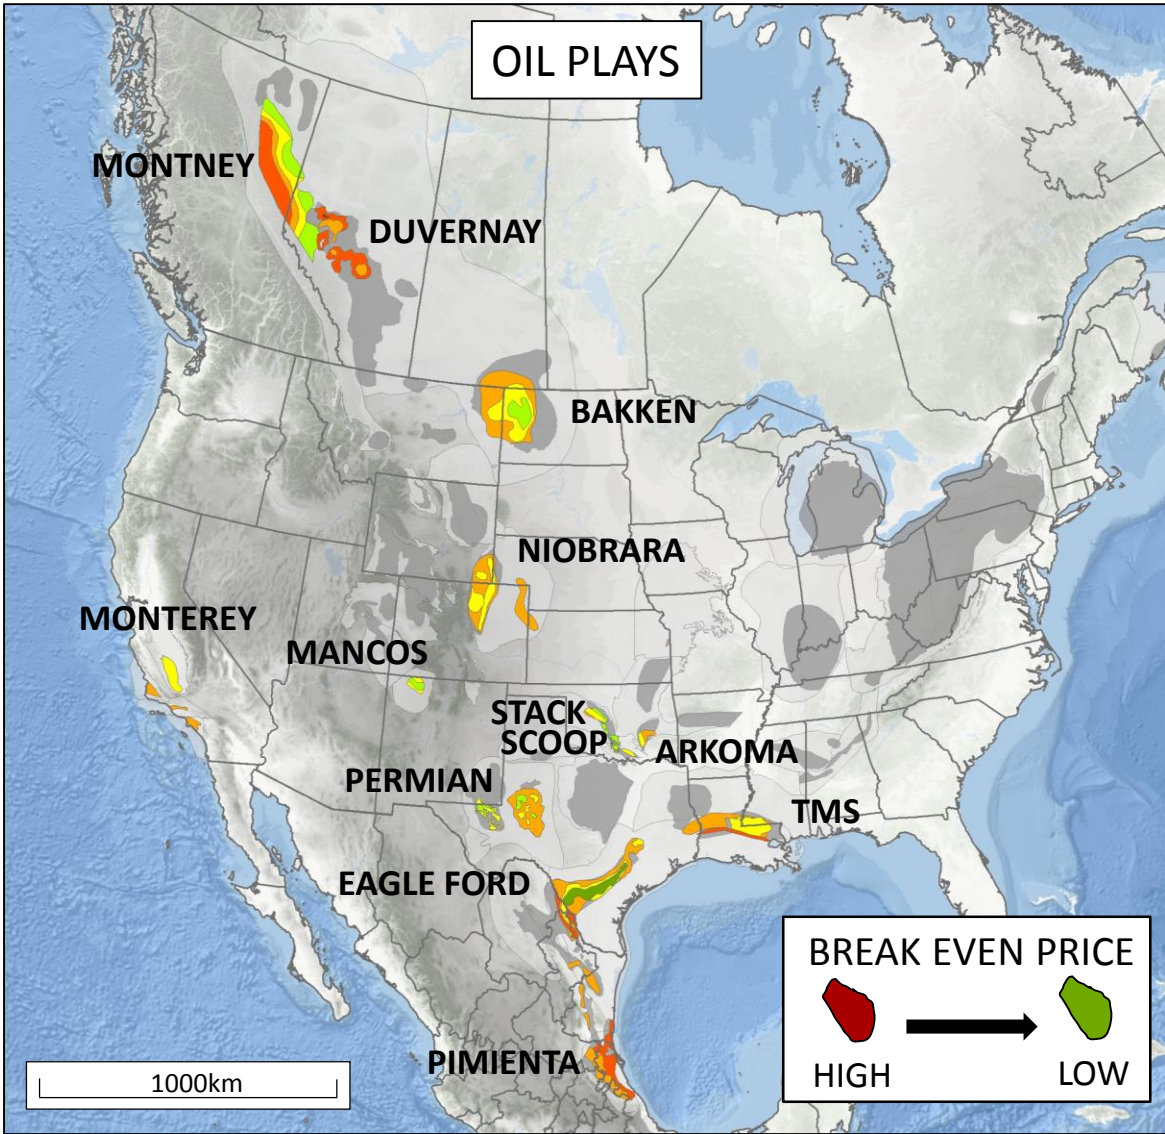 OIL PLAYS
MONTNEY
DUVERNAY
BAKKEN
NIOBRARA
MONTEREY
MANCOS
STACK
SCOOP
ARKOMA
PERMIAN
TMS
EAGLE FORD
PIMIENTA
BREAK EVEN PRICE
HIGH
LOW
1000km